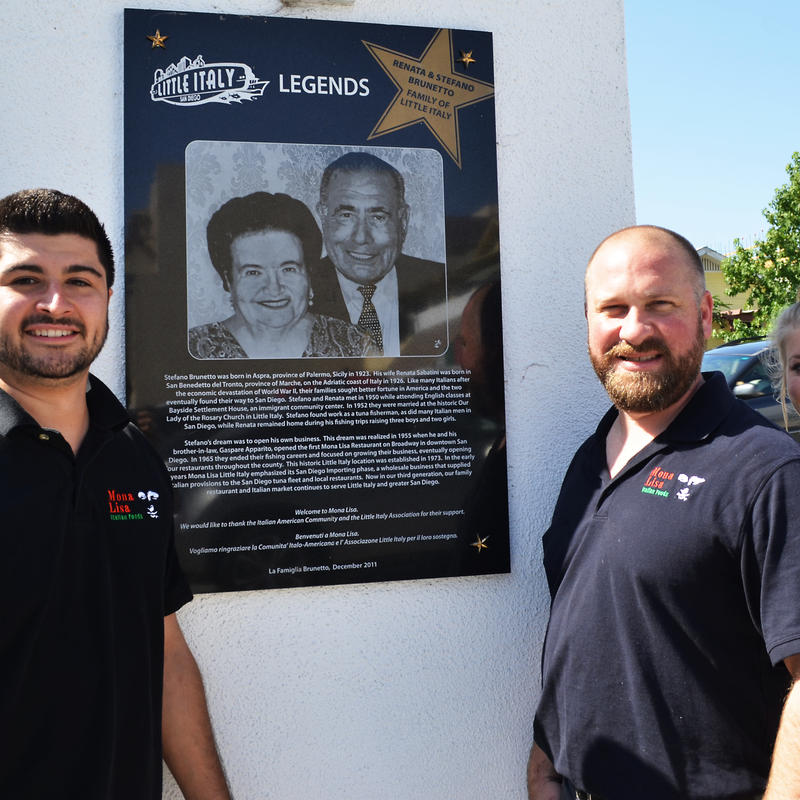 LITTLE ITALY
SAN DIEGO
LEGENDS
RENATA & STEFANO
BRUNETTO
FAMILY OF
LITTLE ITALY
Stefano Brunetto was born in Aspra, province of Palermo, Sicily in 1923. His wife Renata Sabatini was born in
San Benedetto del Tronto, province of Marche, on the Adriatic coast of Italy in 1926. Like many Italians after
the economic devastation of World War II, their families sought better fortune in America and the two
eventually found their way to San Diego. Stefano and Renata met in 1950 while attending English classes at
Bayside Settlement House, an immigrant community center. In 1952 they were married at the historic Our
Lady of the Rosary Church in Little Italy. Stefano found work as a tuna fisherman, as did many Italian men in
San Diego, while Renata remained home during his fishing trips raising three boys and two girls.
Stefano's dream was to open his own business. This dream was realized in 1955 when he and his
brother-in-law, Gaspare Apparito, opened the first Mona Lisa Restaurant on Broadway in downtown San
Diego. In 1965 they ended their fishing careers and focused on growing their business, eventually opening
four restaurants throughout the county. This historic Little Italy location was established in 1973. In the early
years Mona Lisa Little Italy emphasized its San Diego Importing phase, a wholesale business that supplied
Italian provisions to the San Diego tuna fleet and local restaurants. Now in our third generation, our family
restaurant and Italian market continues to serve Little Italy and greater San Diego.
Welcome to Mona Lisa.
We would like to thank the Italian American Community and the Little Italy Association for their support.
Benvenuti a Mona Lisa.
Vogliamo ringraziare la Comunita' Italo-Americana e l' Associazone Little Italy per il loro sostegno.
La Famiglia Brunetto, December 2011
Mona
Lisa
Italian Foods
Mona
Lisa
Italian Foods